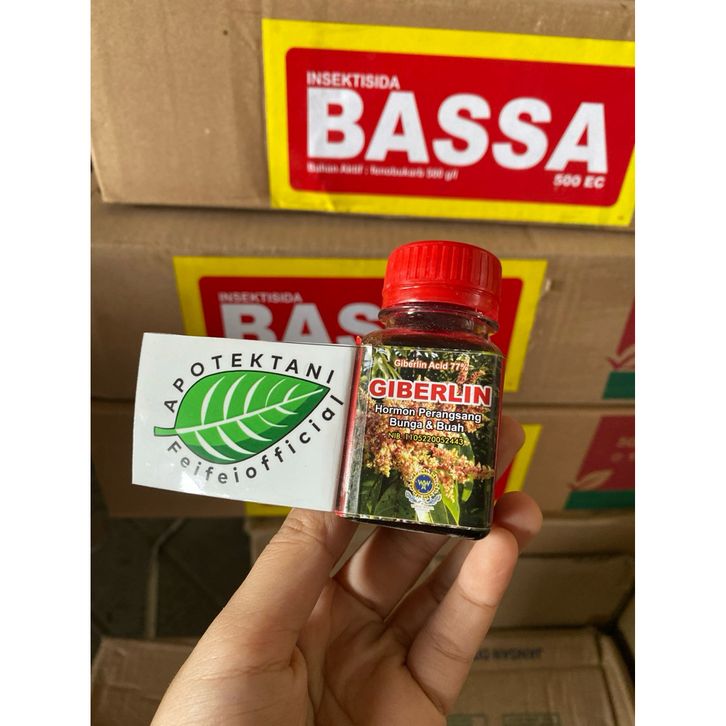 INSEKTISIDA
BASSA
Bahan Aktif : fenobukarb 500 g/l
500 EC
INSEKTISIDA
BASSA
APOTEKTANI
Feifeiofficial
Giberlin Acid 77%
GIBERLIN
Hormon Perangsang
Bunga & Buah
NIB. 1105220052443